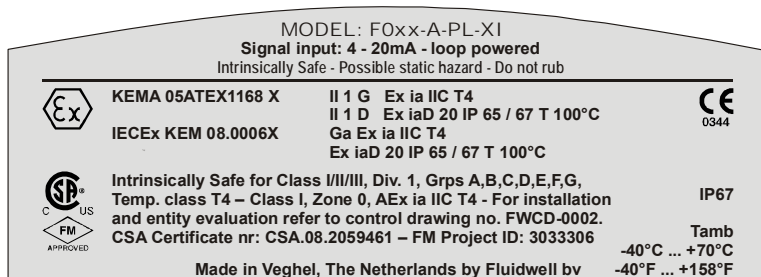 MODEL: F0xx-A-PL-XI
Signal input: 4 - 20mA - loop powered
Intrinsically Safe - Possible static hazard - Do not rub
Ex
KEMA 05ATEX1168 X II 1 G Ex ia IIC T4
II 1 D Ex iaD 20 IP 65 / 67 T 100°C
CE
0344
IECEx KEM 08.0006X Ga Ex ia IIC T4
Ex iaD 20 IP 65 / 67 T 100°C
CSA®
C US
FM
APPROVED
Intrinsically Safe for Class I/II/III, Div. 1, Grps A,B,C,D,E,F,G,
Temp. class T4 – Class I, Zone 0, AEx ia IIC T4 - For installation
and entity evaluation refer to control drawing no. FWCD-0002.
CSA Certificate nr: CSA.08.2059461 – FM Project ID: 3033306
IP67
Tamb
-40°C ... +70°C
-40°F ... +158°F
Made in Veghel, The Netherlands by Fluidwell bv